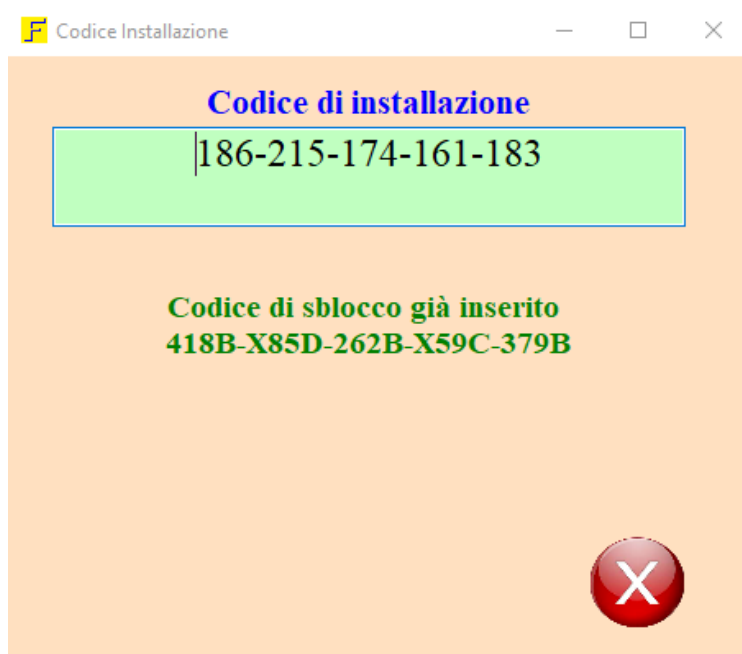 Codice Installazione
Codice di installazione
186-215-174-161-183
Codice di sblocco già inserito
418B-X85D-262B-X59C-379B
X